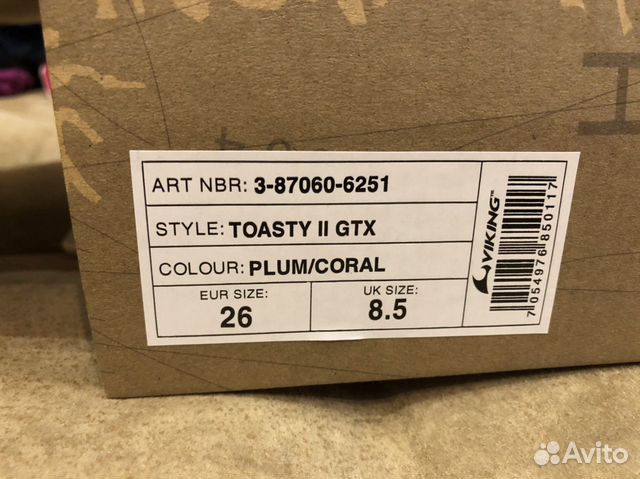 ART NBR: 3-87060-6251
STYLE: TOASTY II GTX
COLOUR: PLUM/CORAL
EUR SIZE:
26
UK SIZE:
8.5
VIKING™
7 054976 850117
Avito